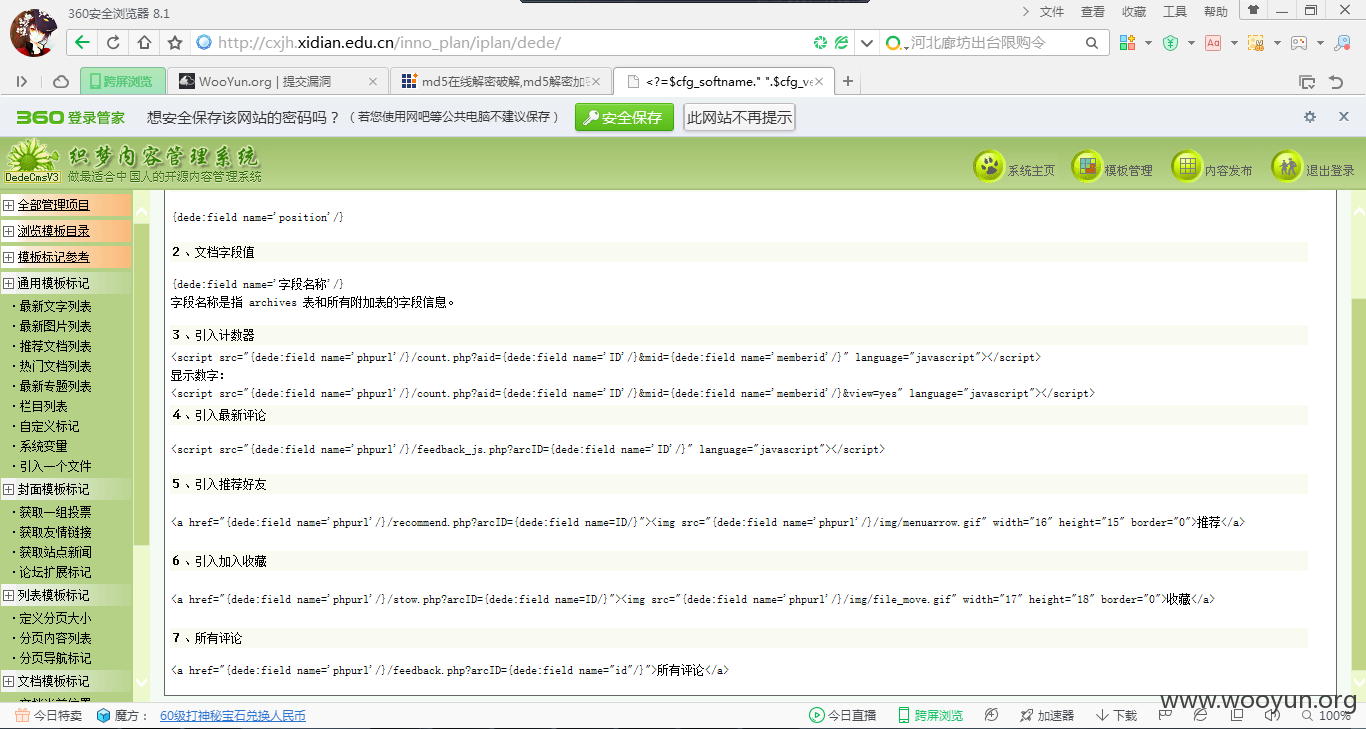 360安全浏览器 8.1
文件 查看 收藏 工具 帮助
http://cxjh.xidian.edu.cn/inno_plan/iplan/dede/
河北廊坊出台限购令
跨屏浏览
WooYun.org | 提交漏洞
md5在线解密破解,md5解密加
<?=$cfg_softname." ".$cfg_ve
360 登录管家
想安全保存该网站的密码吗？（若您使用网吧等公共电脑不建议保存）
安全保存
此网站不再提示
DedeCmsV3
织梦内容管理系统
做最适合中国人的开源内容管理系统
系统主页
模板管理
内容发布
退出登录
全部管理项目
浏览模板目录
模板标记参考
通用模板标记
·最新文字列表
·最新图片列表
·推荐文档列表
·热门文档列表
·最新专题列表
·栏目列表
·自定义标记
·系统变量
·引入一个文件
封面模板标记
·获取一组投票
·获取友情链接
·获取站点新闻
·论坛扩展标记
列表模板标记
·定义分页大小
·分页内容列表
·分页导航标记
文档模板标记
{dede:field name='position'/}
2、文档字段值
{dede:field name='字段名称'/}
字段名称是指 archives 表和所有附加表的字段信息。
3、引入计数器
<script src="{dede:field name='phpurl'/}/count.php?aid={dede:field name='ID'/}&mid={dede:field name='memberid'/}" language="javascript"></script>
显示数字：
<script src="{dede:field name='phpurl'/}/count.php?aid={dede:field name='ID'/}&mid={dede:field name='memberid'/}&view=yes" language="javascript"></script>
4、引入最新评论
<script src="{dede:field name='phpurl'/}/feedback_js.php?arcID={dede:field name='ID'/}" language="javascript"></script>
5、引入推荐好友
<a href="{dede:field name='phpurl'/}/recommend.php?arcID={dede:field name=ID/}"><img src="{dede:field name='phpurl'/}/img/menuarrow.gif" width="16" height="15" border="0">推荐</a>
6、引入加入收藏
<a href="{dede:field name='phpurl'/}/stow.php?arcID={dede:field name=ID/}"><img src="{dede:field name='phpurl'/}/img/file_move.gif" width="17" height="18" border="0">收藏</a>
7、所有评论
<a href="{dede:field name='phpurl'/}/feedback.php?arcID={dede:field name="id"/}">所有评论</a>
www.wooyun.org
今日特卖
魔方：
60级打神秘宝石兑换人民币
今日直播
跨屏浏览
加速器
下载
100%